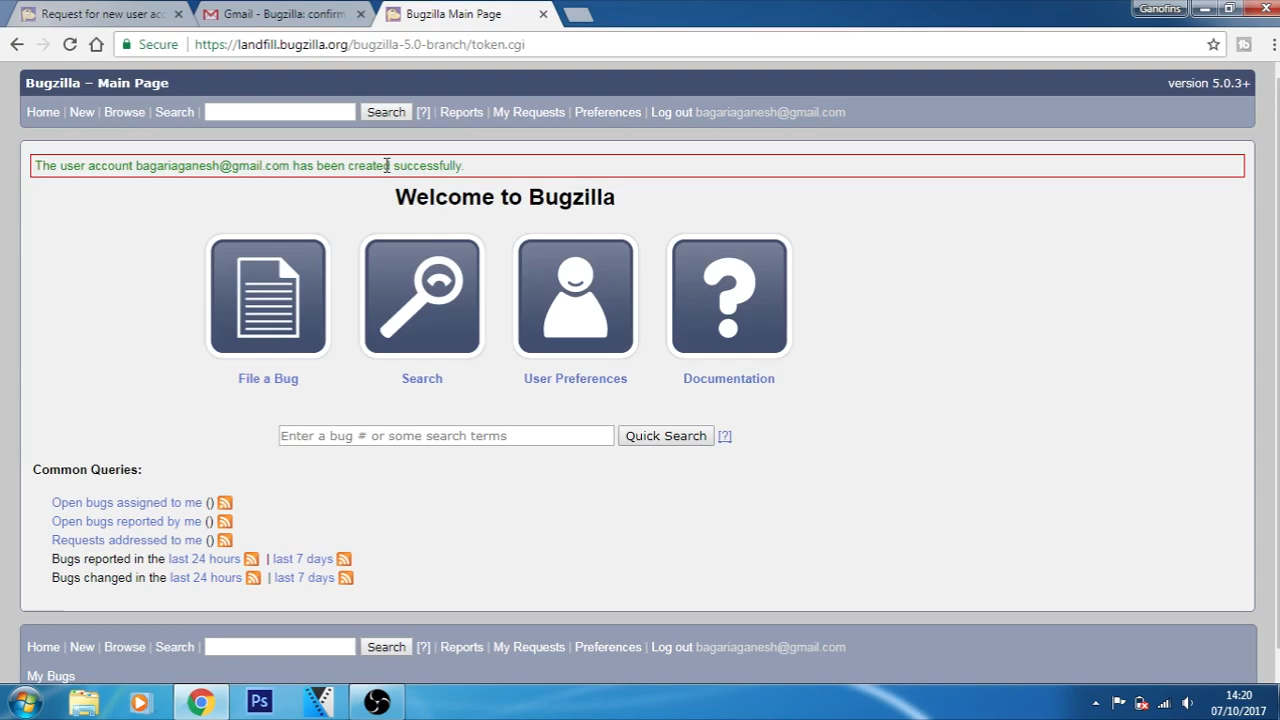 Request for new user acc
Gmail - Bugzilla: confirm
Bugzilla Main Page
Ganofins
Secure https://landfill.bugzilla.org/bugzilla-5.0-branch/token.cgi
Bugzilla – Main Page version 5.0.3+
Home | New | Browse | Search | Search [?] | Reports | My Requests | Preferences | Log out bagariaganesh@gmail.com
The user account bagariaganesh@gmail.com has been created successfully.
Welcome to Bugzilla
File a Bug Search User Preferences Documentation
Enter a bug # or some search terms Quick Search [?]
Common Queries:
Open bugs assigned to me ()
Open bugs reported by me ()
Requests addressed to me ()
Bugs reported in the last 24 hours | last 7 days
Bugs changed in the last 24 hours | last 7 days
Home | New | Browse | Search | Search [?] | Reports | My Requests | Preferences | Log out bagariaganesh@gmail.com
My Bugs
Ps
14:20
07/10/2017